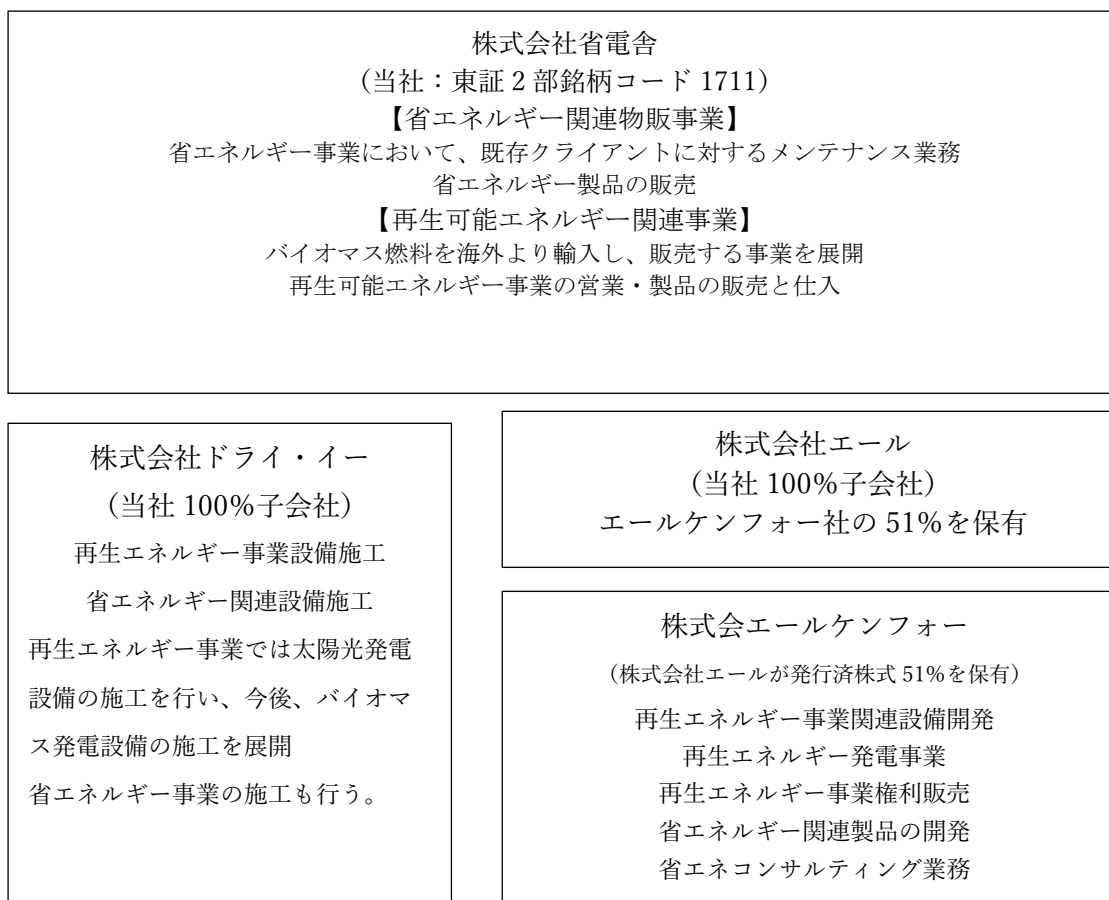 株式会社省電舎
（当社：東証２部銘柄コード 1711）
【省エネルギー関連物販事業】
省エネルギー事業において、既存クライアントに対するメンテナンス業務
省エネルギー製品の販売
【再生可能エネルギー関連事業】
バイオマス燃料を海外より輸入し、販売する事業を展開
再生可能エネルギー事業の営業・製品の販売と仕入
株式会社ドライ・イー
（当社 100%子会社）
再生エネルギー事業設備施工
省エネルギー関連設備施工
再生エネルギー事業では太陽光発電
設備の施工を行い、今後、バイオマ
ス発電設備の施工を展開
省エネルギー事業の施工も行う。
株式会社エール
（当社 100%子会社）
エールケンフォー社の 51%を保有
株式会エールケンフォー
（株式会社エールが発行済株式 51%を保有）
再生エネルギー事業関連設備開発
再生エネルギー発電事業
再生エネルギー事業権利販売
省エネルギー関連製品の開発
省エネコンサルティング業務